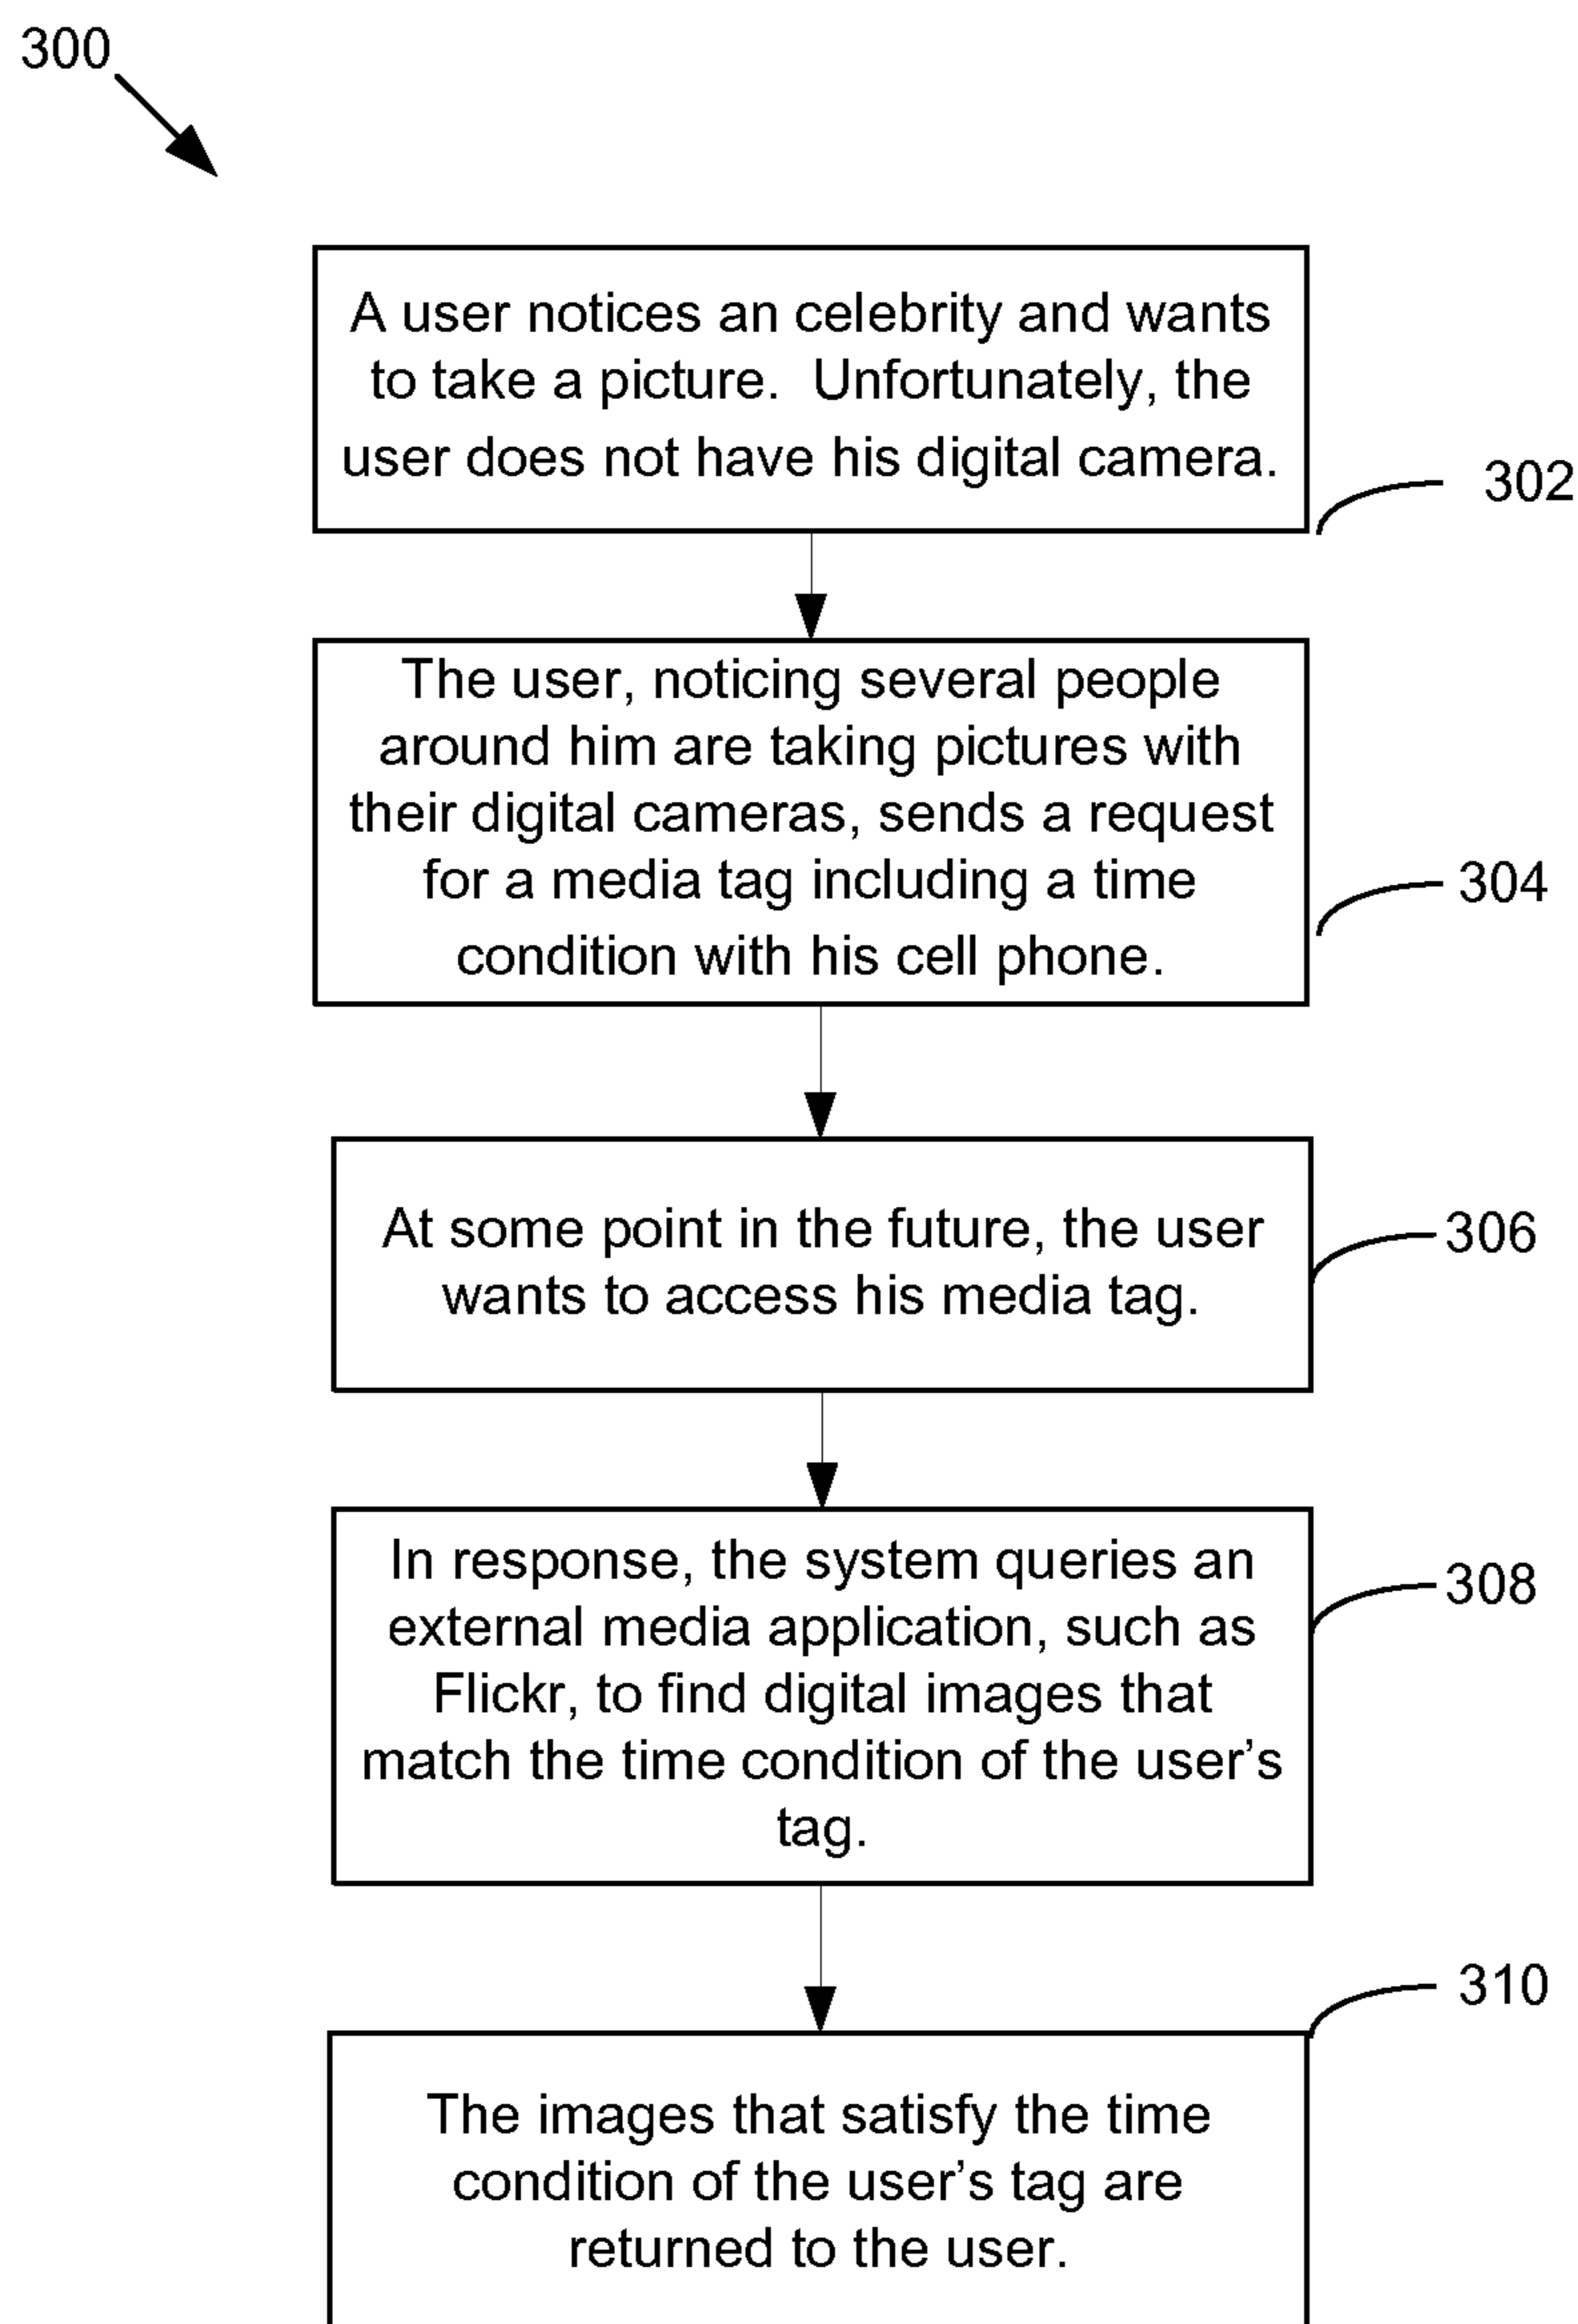 300
A user notices an celebrity and wants
to take a picture.  Unfortunately, the
user does not have his digital camera.
302
The user, noticing several people
around him are taking pictures with
their digital cameras, sends a request
for a media tag including a time
condition with his cell phone.
304
At some point in the future, the user
wants to access his media tag.
306
In response, the system queries an
external media application, such as
Flickr, to find digital images that
match the time condition of the user’s
tag.
308
310
The images that satisfy the time
condition of the user’s tag are
returned to the user.